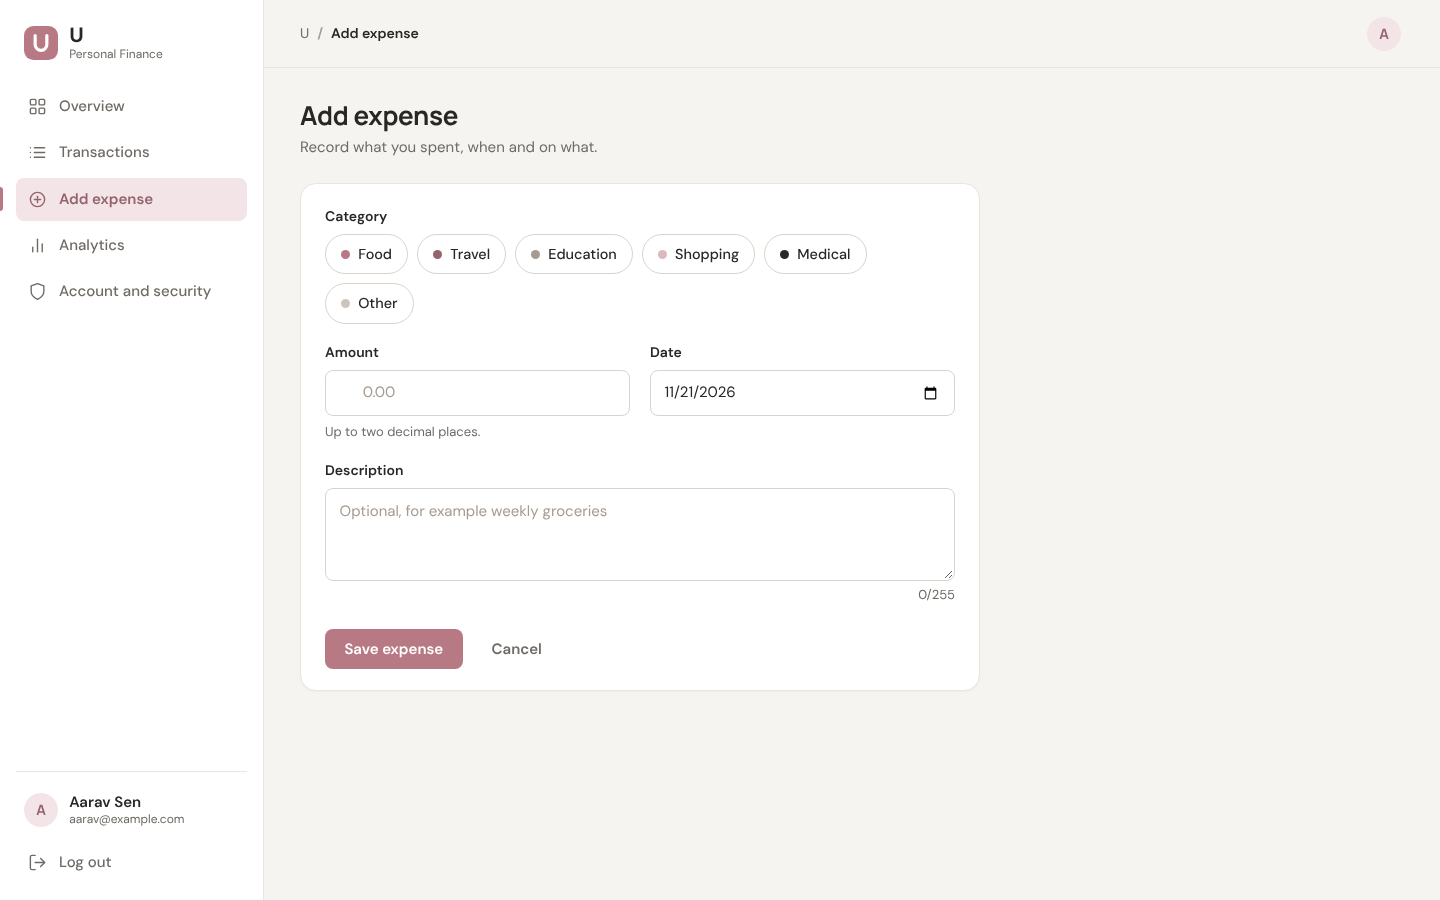 U
U
Personal Finance
Overview
Transactions
Add expense
Analytics
Account and security
A
Aarav Sen
aarav@example.com
Log out
U / Add expense
A
Add expense
Record what you spent, when and on what.
Category
Food Travel Education Shopping Medical
Other
Amount Date
0.00 11/21/2026
Up to two decimal places.
Description
Optional, for example weekly groceries
0/255
Save expense Cancel